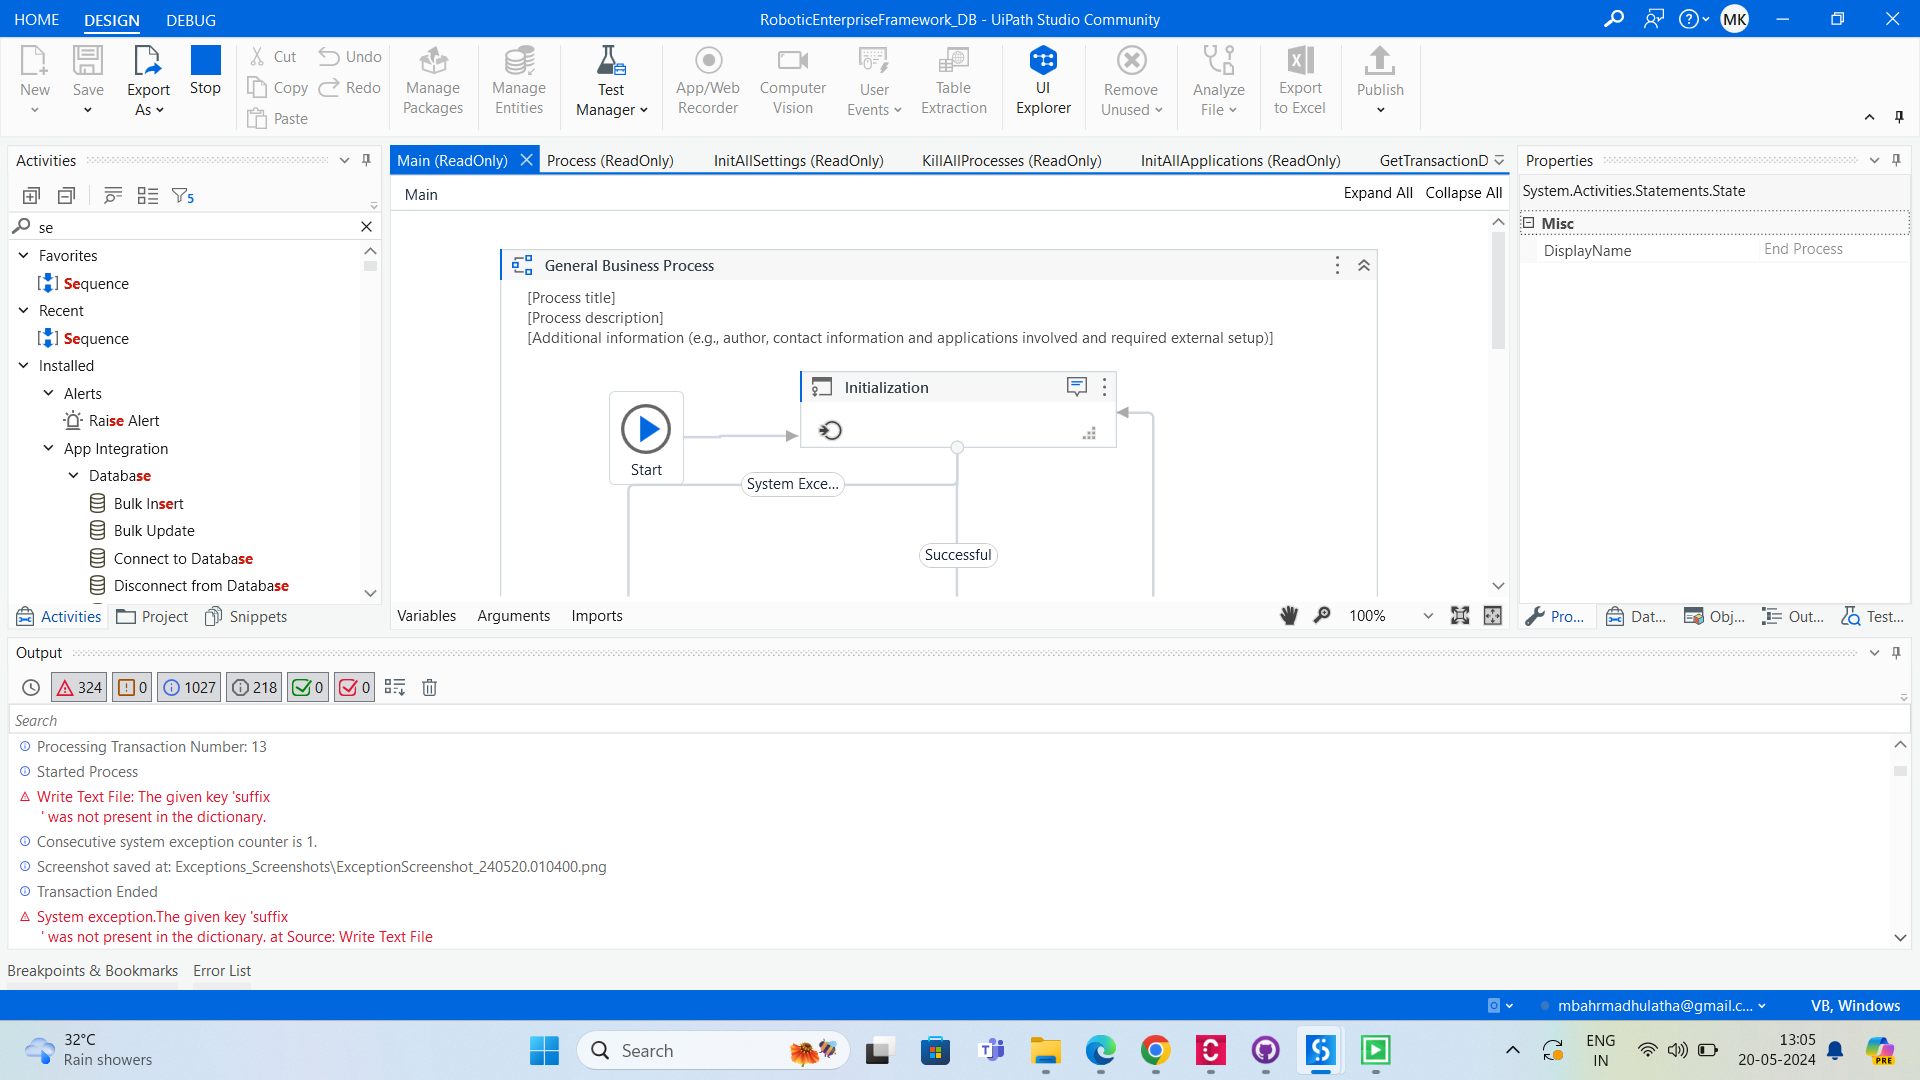 HOME DESIGN DEBUG
RoboticEnterpriseFramework_DB - UiPath Studio Community
MK
New
Save
Export As
Stop
Cut
Copy
Paste
Undo
Redo
Manage Packages
Manage Entities
Test Manager
App/Web Recorder
Computer Vision
User Events
Table Extraction
UI Explorer
Remove Unused
Analyze File
Export to Excel
Publish
Activities
5
se
Favorites
Sequence
Recent
Sequence
Installed
Alerts
Raise Alert
App Integration
Database
Bulk Insert
Bulk Update
Connect to Database
Disconnect from Database
Activities Project Snippets
Main (ReadOnly) Process (ReadOnly) InitAllSettings (ReadOnly) KillAllProcesses (ReadOnly) InitAllApplications (ReadOnly) GetTransactionD
Main
Expand All Collapse All
General Business Process
[Process title]
[Process description]
[Additional information (e.g., author, contact information and applications involved and required external setup)]
Initialization
Start
System Exce...
Successful
Variables Arguments Imports
100%
Properties
System.Activities.Statements.State
Misc
DisplayName End Process
Pro... Dat... Obj... Out... Test...
Output
324 0 1027 218 0 0
Search
Processing Transaction Number: 13
Started Process
Write Text File: The given key 'suffix
' was not present in the dictionary.
Consecutive system exception counter is 1.
Screenshot saved at: Exceptions_Screenshots\ExceptionScreenshot_240520.010400.png
Transaction Ended
System exception.The given key 'suffix
' was not present in the dictionary. at Source: Write Text File
Breakpoints & Bookmarks Error List
mbahrmadhulatha@gmail.c... VB, Windows
32°C
Rain showers
Search
ENG
IN
13:05
20-05-2024
PRE